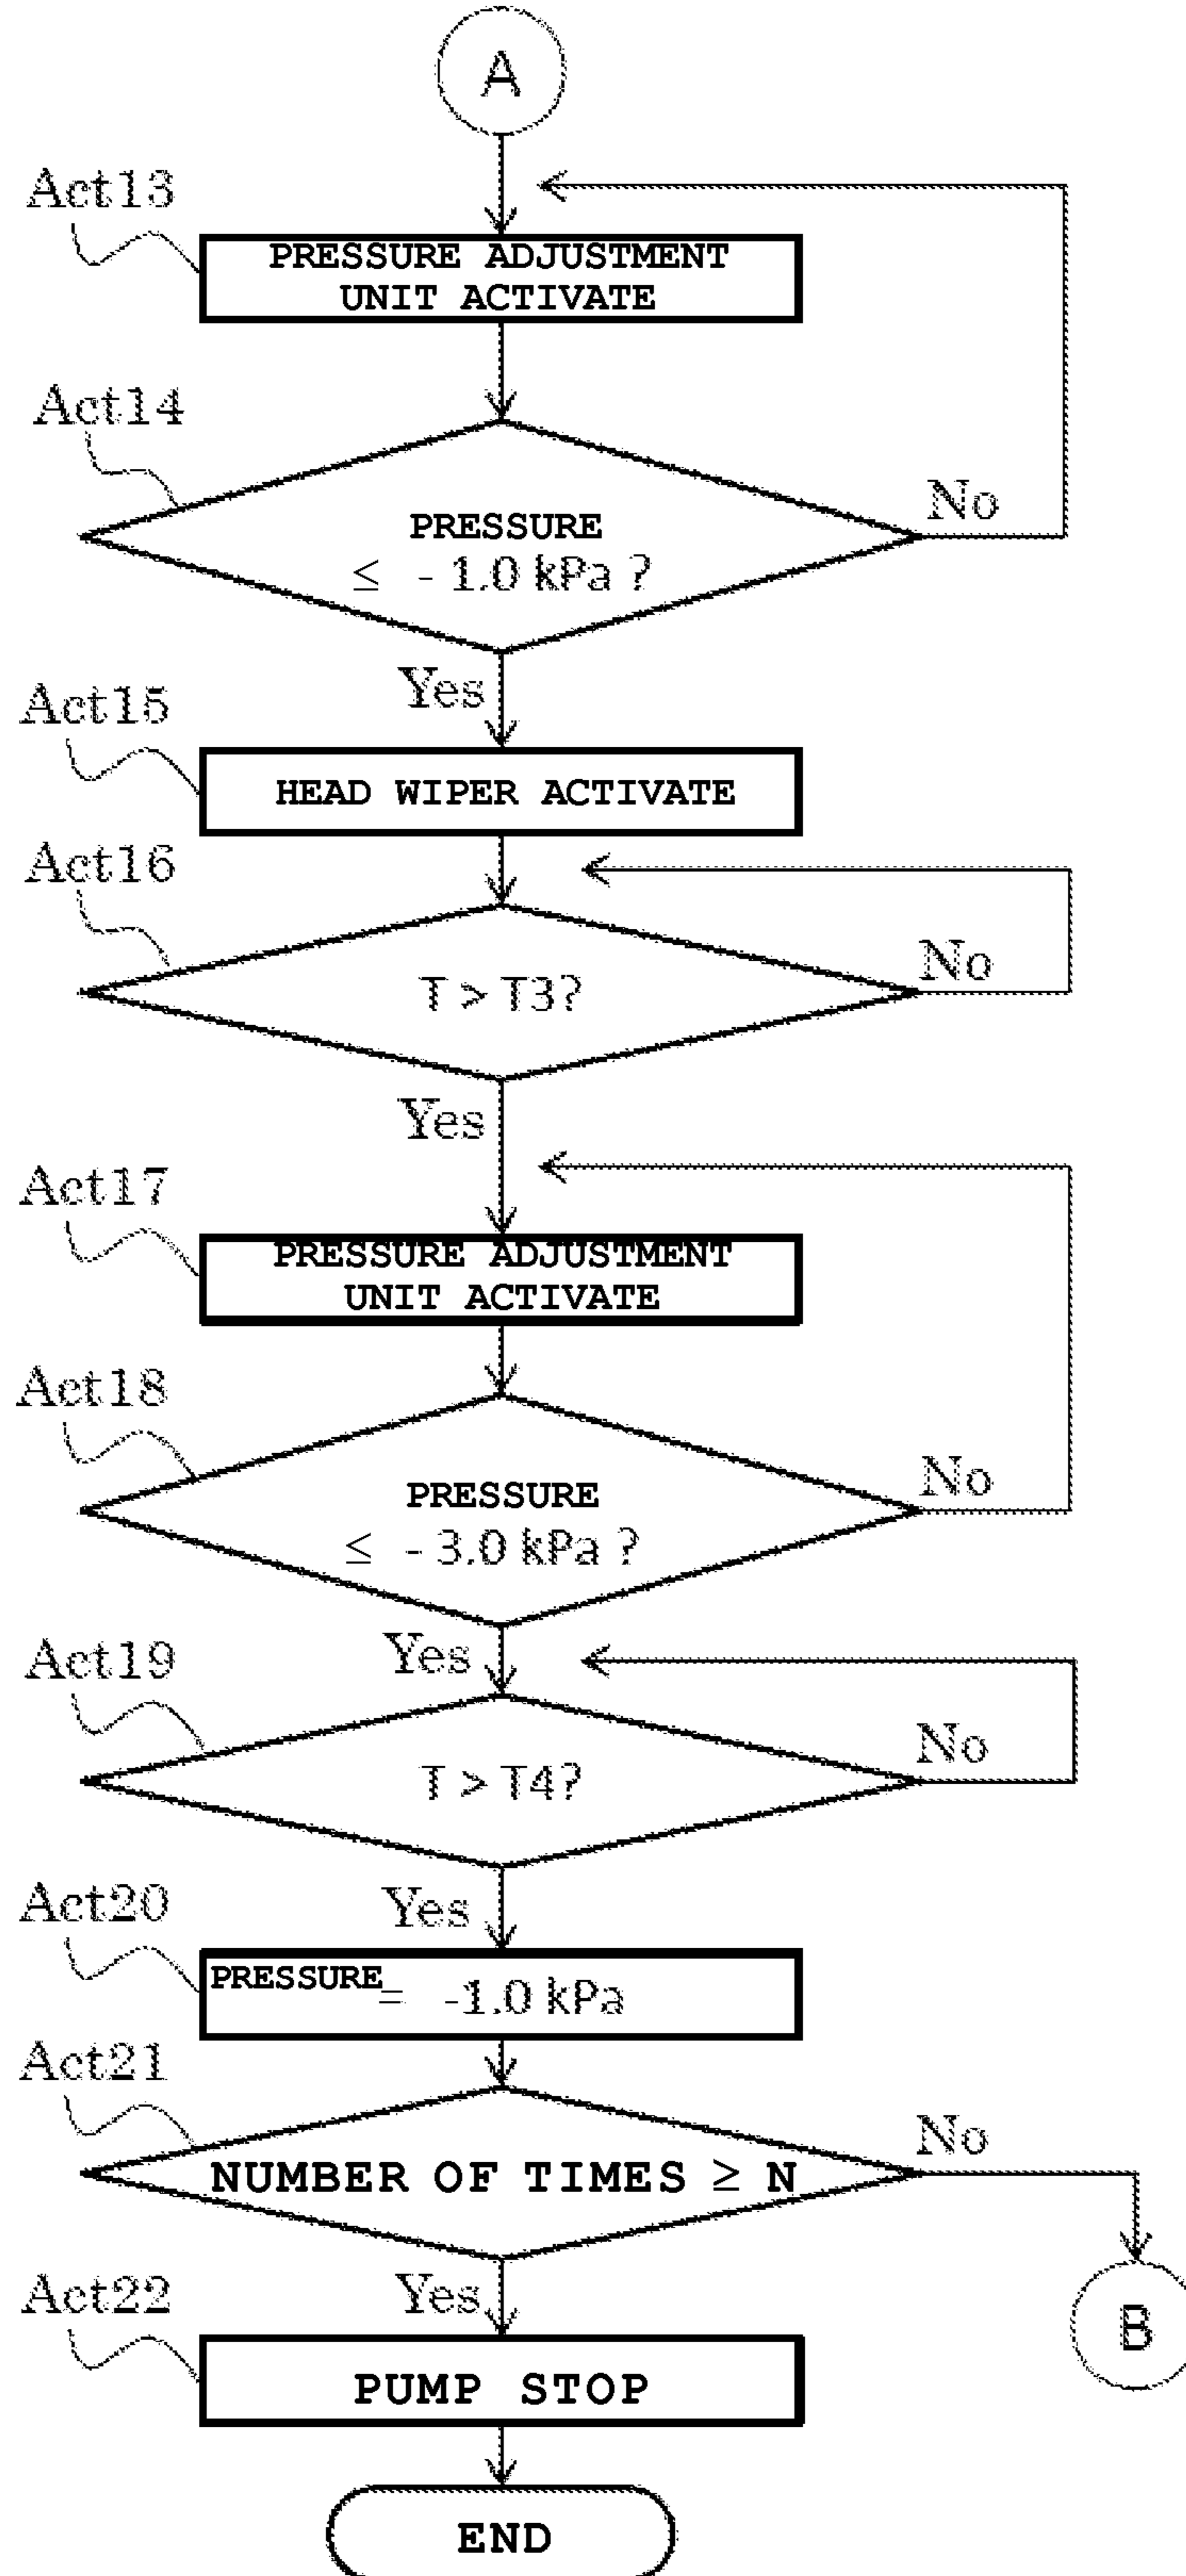 A
Act13
PRESSURE ADJUSTMENT
UNIT ACTIVATE
Act14
PRESSURE
≤ - 1.0 kPa ?
No
Yes
Act15
HEAD WIPER ACTIVATE
Act16
T > T3?
No
Yes
Act17
PRESSURE ADJUSTMENT
UNIT ACTIVATE
Act18
PRESSURE
≤ - 3.0 kPa ?
No
Yes
Act19
T > T4?
No
Yes
Act20
PRESSURE = -1.0 kPa
Act21
NUMBER OF TIMES ≥ N
No
B
Yes
Act22
PUMP STOP
END